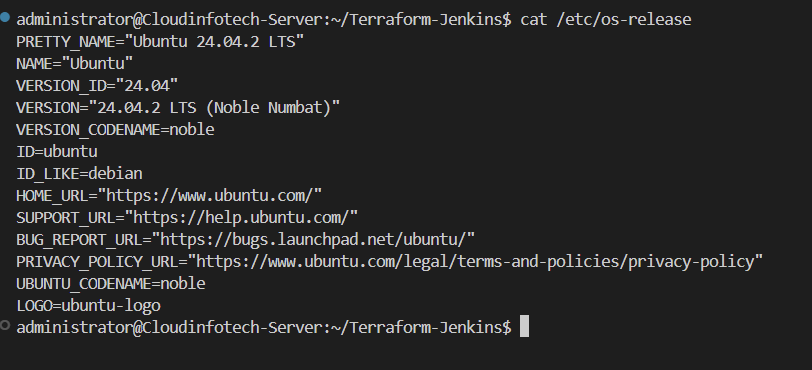 administrator@Cloudinfotech-Server:~/Terraform-Jenkins$ cat /etc/os-release
PRETTY_NAME="Ubuntu 24.04.2 LTS"
NAME="Ubuntu"
VERSION_ID="24.04"
VERSION="24.04.2 LTS (Noble Numbat)"
VERSION_CODENAME=noble
ID=ubuntu
ID_LIKE=debian
HOME_URL="https://www.ubuntu.com/"
SUPPORT_URL="https://help.ubuntu.com/"
BUG_REPORT_URL="https://bugs.launchpad.net/ubuntu/"
PRIVACY_POLICY_URL="https://www.ubuntu.com/legal/terms-and-policies/privacy-policy"
UBUNTU_CODENAME=noble
LOGO=ubuntu-logo
administrator@Cloudinfotech-Server:~/Terraform-Jenkins$